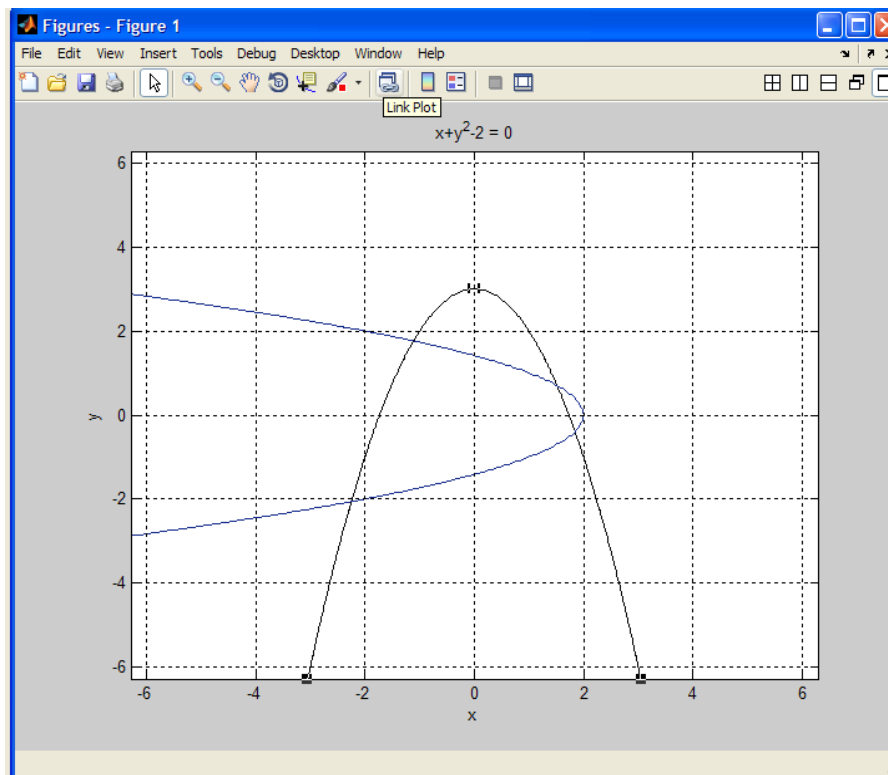 Figures - Figure 1
File Edit View Insert Tools Debug Desktop Window Help
Link Plot
x+y²-2 = 0
6
4
2
0
-2
-4
-6
y
-6 -4 -2 0 2 4 6
x